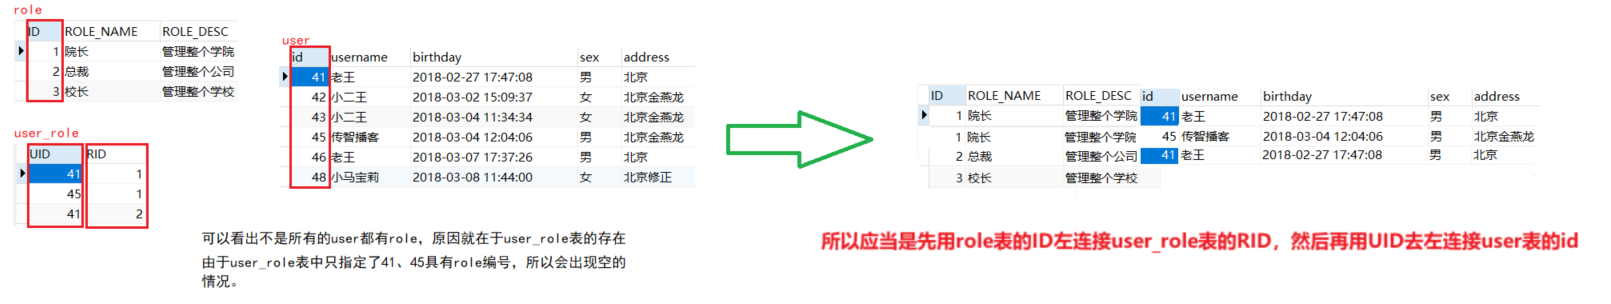 role
ID ROLE_NAME ROLE_DESC
1 院长 管理整个学院
2 总裁 管理整个公司
3 校长 管理整个学校
user_role
UID RID
41 1
45 1
41 2
user
id username birthday sex address
41 老王 2018-02-27 17:47:08 男 北京
42 小二王 2018-03-02 15:09:37 女 北京金燕龙
43 小二王 2018-03-04 11:34:34 女 北京金燕龙
45 传智播客 2018-03-04 12:04:06 男 北京金燕龙
46 老王 2018-03-07 17:37:26 男 北京
48 小马宝莉 2018-03-08 11:44:00 女 北京修正
可以看出不是所有的user都有role，原因就在于user_role表的存在
由于user_role表中只指定了41、45具有role编号，所以会出现空的
情况。
ID ROLE_NAME ROLE_DESC id username birthday sex address
1 院长 管理整个学院 41 老王 2018-02-27 17:47:08 男 北京
1 院长 管理整个学院 45 传智播客 2018-03-04 12:04:06 男 北京金燕龙
2 总裁 管理整个公司 41 老王 2018-02-27 17:47:08 男 北京
3 校长 管理整个学校
所以应当是先用role表的ID左连接user_role表的RID，然后再用UID去左连接user表的id